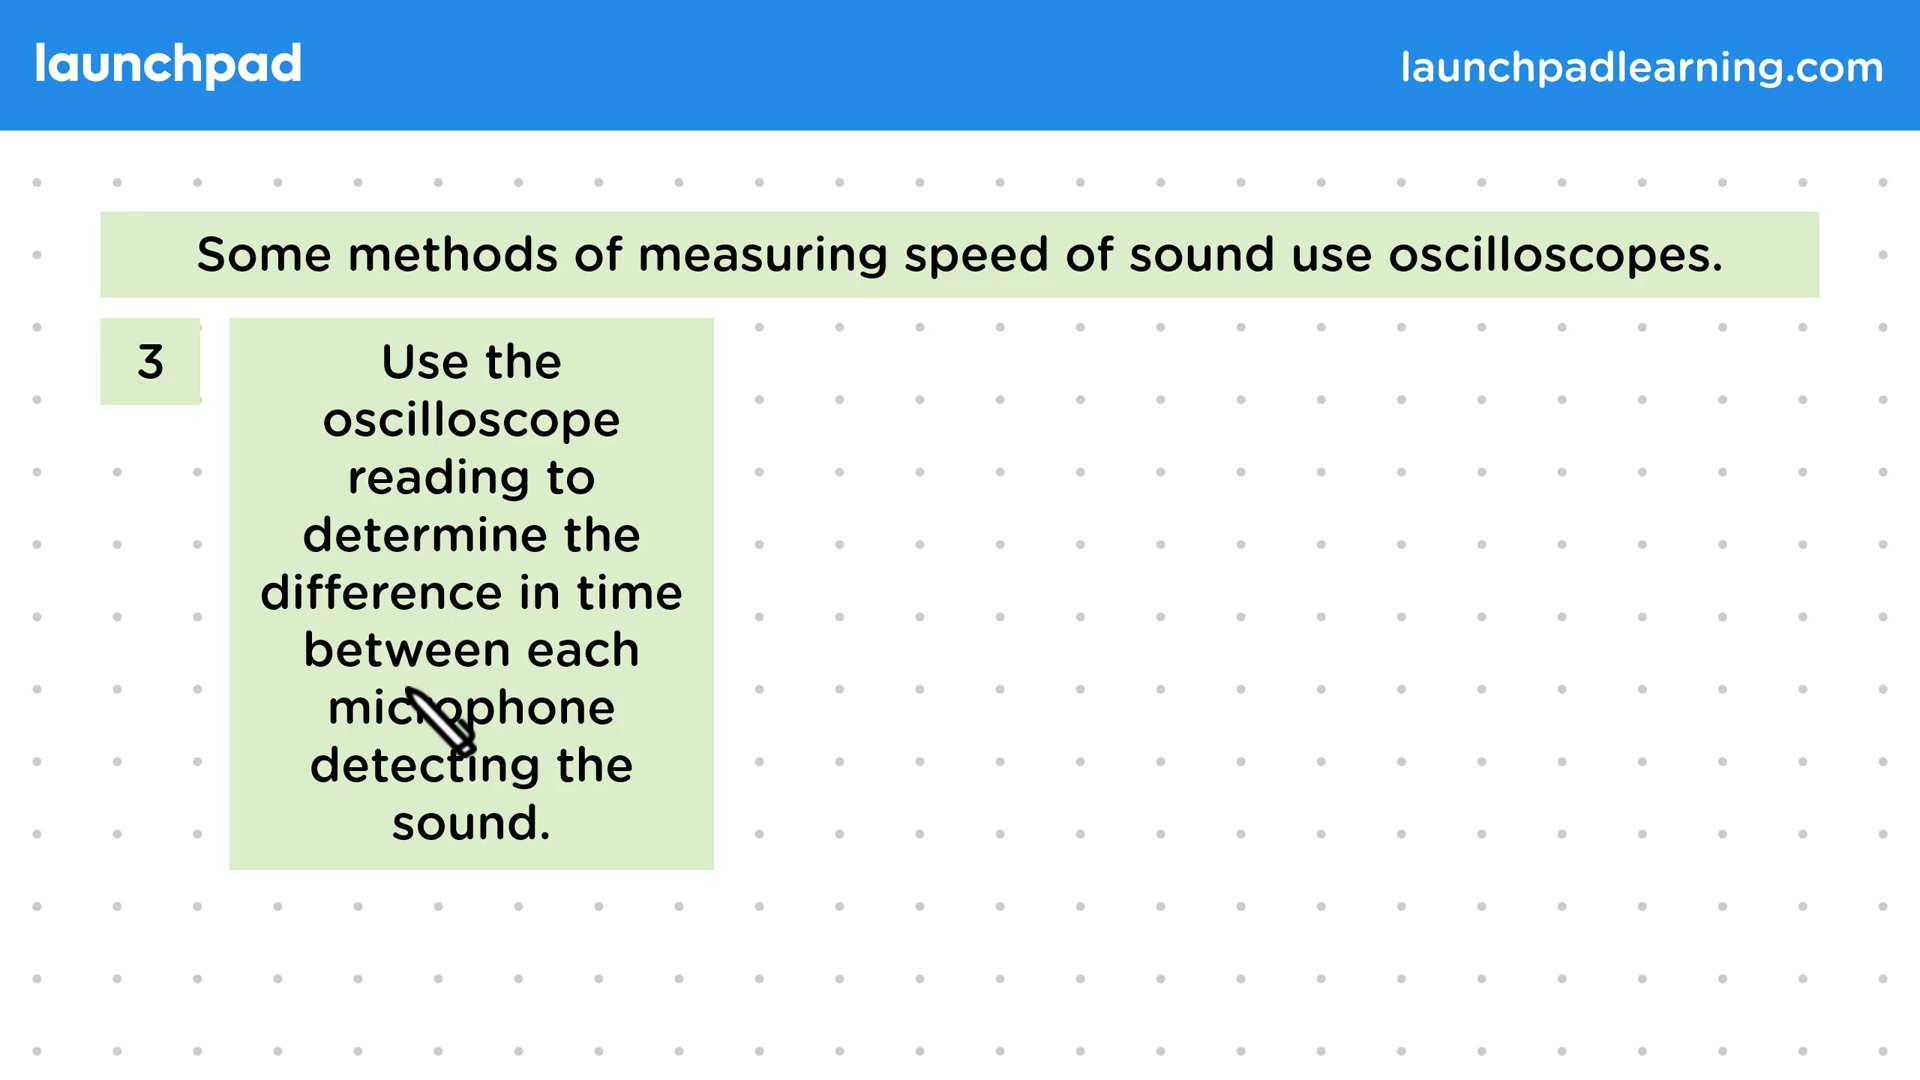 launchpad
launchpadlearning.com
Some methods of measuring speed of sound use oscilloscopes.
3
Use the
oscilloscope
reading to
determine the
difference in time
between each
microphone
detecting the
sound.